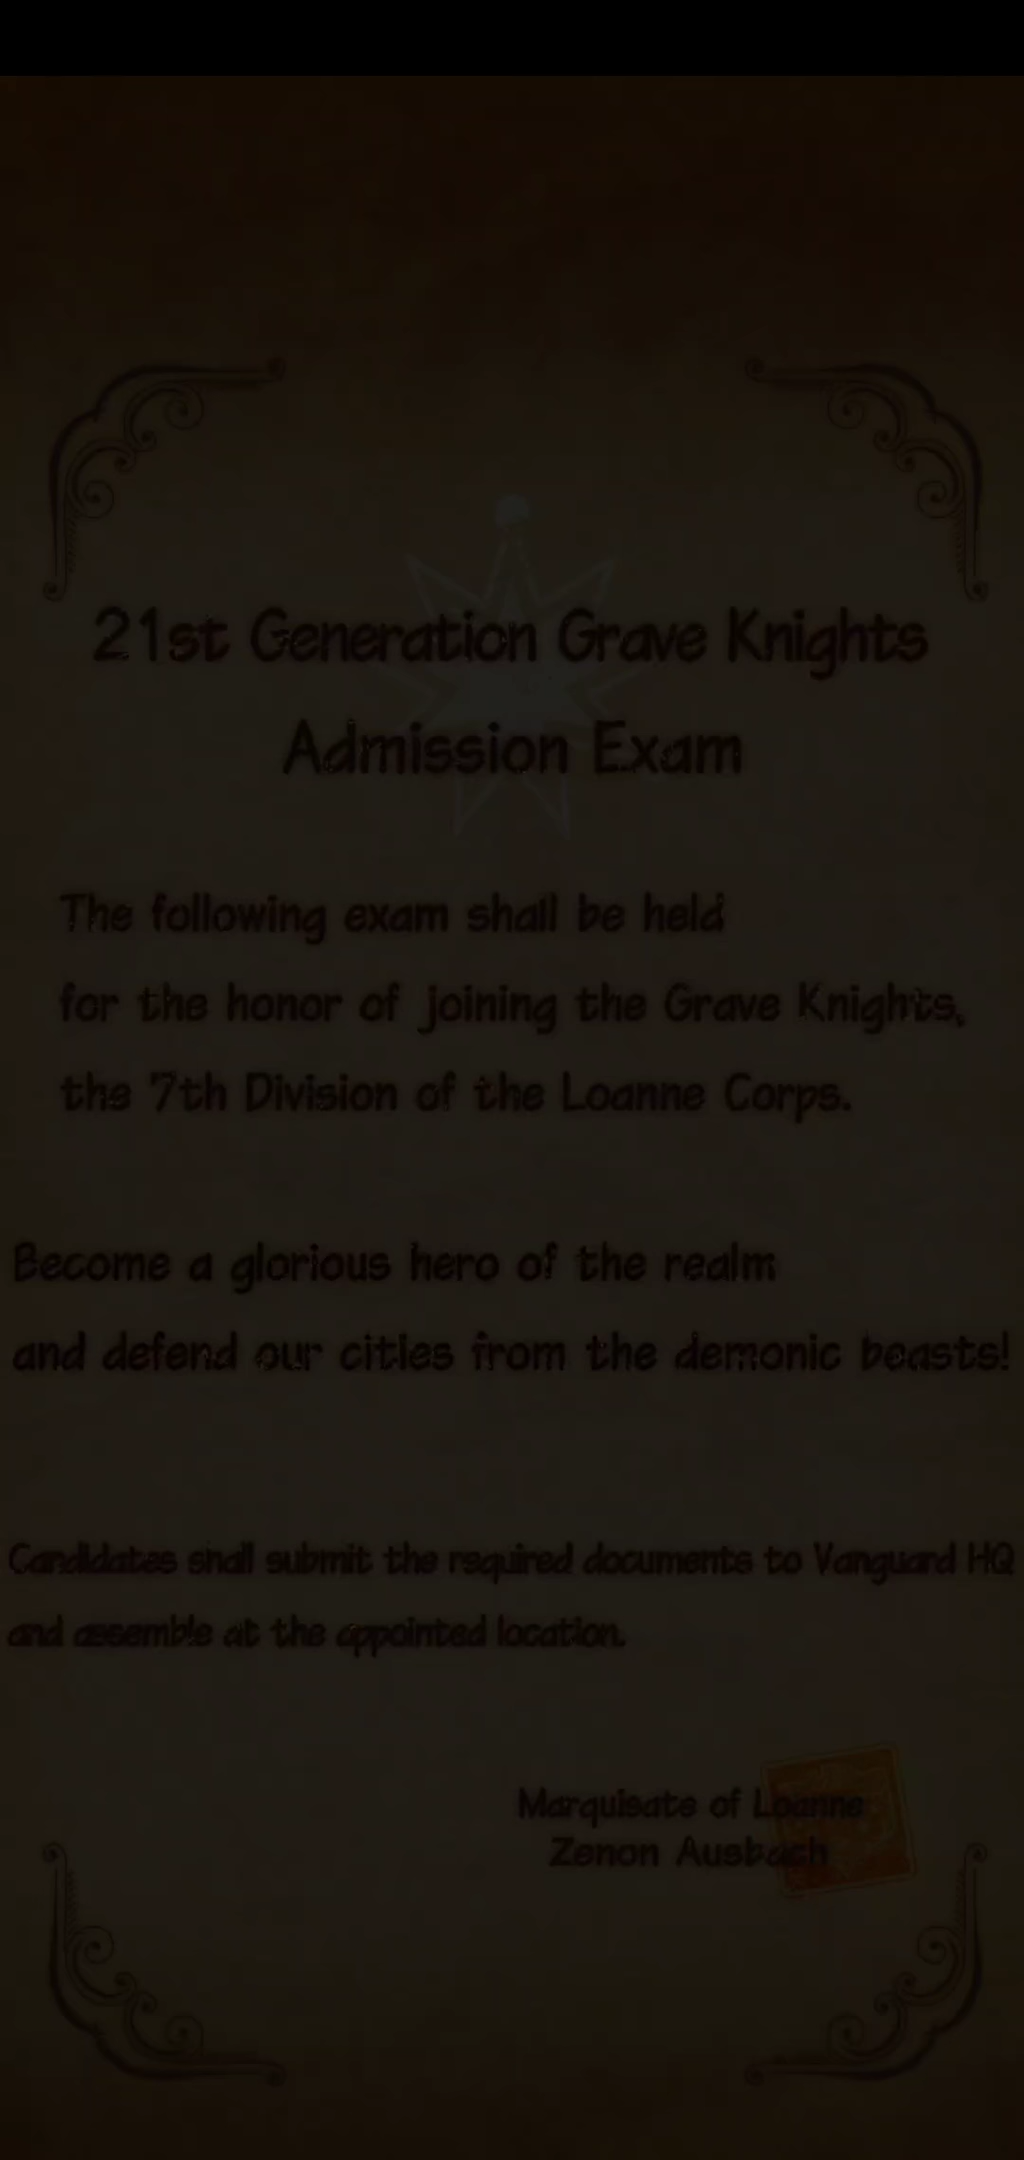 21st Generation Grave Knights
Admission Exam
The following exam shall be held
for the honor of joining the Grave Knights,
the 7th Division of the Loanne Corps.
Become a glorious hero of the realm
and defend our cities from the demonic beasts!
Candidates shall submit the required documents to Vanguard HQ
and assemble at the appointed location.
Marquisate of Loanne
Zenon Ausbach